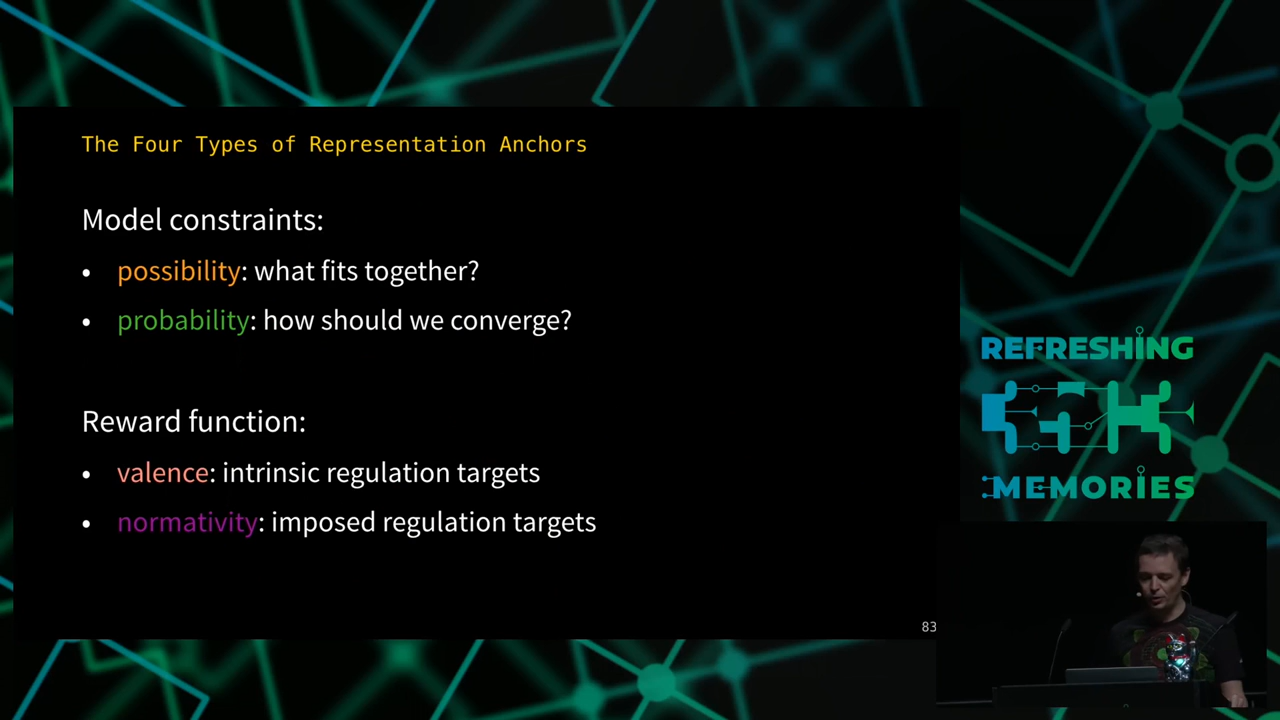 The Four Types of Representation Anchors
Model constraints:
• possibility: what fits together?
• probability: how should we converge?
Reward function:
• valence: intrinsic regulation targets
• normativity: imposed regulation targets
83
REFRESHING
MEMORIES